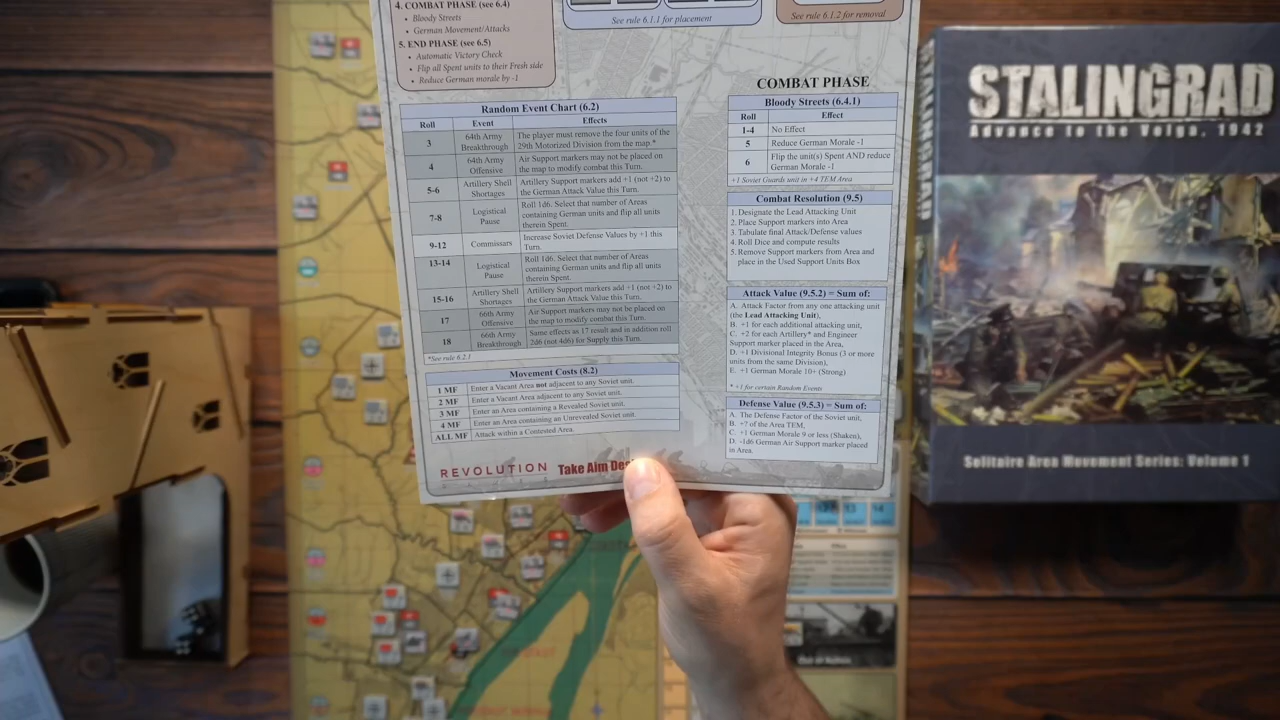 4. COMBAT PHASE (see 6.4)
• Bloody Streets
• German Movement/Attacks
5. END PHASE (see 6.5)
• Automatic Victory Check
• Flip all Spent units to their Fresh side
• Reduce German morale by -1
See rule 6.1.1 for placement
See rule 6.1.2 for removal
Random Event Chart (6.2)
Roll Event Effects
3 64th Army Breakthrough The player must remove the four units of the
29th Motorized Division from the map.*
4 64th Army Offensive Air Support markers may not be placed on
the map to modify combat this Turn.
5-6 Artillery Shell Shortages Artillery Support markers add +1 (not +2) to
the German Attack Value this Turn.
7-8 Logistical Pause Roll 1d6. Select that number of Areas
containing German units and flip all units
therein Spent.
9-12 Commissars Increase Soviet Defense Values by +1 this
Turn.
13-14 Logistical Pause Roll 1d6. Select that number of Areas
containing German units and flip all units
therein Spent.
15-16 Artillery Shell Shortages Artillery Support markers add +1 (not +2) to
the German Attack Value this Turn.
17 66th Army Offensive Air Support markers may not be placed on
the map to modify combat this Turn.
18 66th Army Breakthrough Same effects as 17 result and in addition roll
2d6 (not 4d6) for Supply this Turn.
*See rule 6.2.1
Movement Costs (8.2)
1 MF Enter a Vacant Area not adjacent to any Soviet unit.
2 MF Enter a Vacant Area adjacent to any Soviet unit.
3 MF Enter an Area containing a Revealed Soviet unit.
4 MF Enter an Area containing an Unrevealed Soviet unit.
ALL MF Attack within a Contested Area.
REVOLUTION Take Aim Des
COMBAT PHASE
Bloody Streets (6.4.1)
Roll Effect
1-4 No Effect
5 Reduce German Morale -1
6 Flip the unit(s) Spent AND reduce
German Morale -1
+1 Soviet Guards unit in +4 TEM Area
Combat Resolution (9.5)
1. Designate the Lead Attacking Unit
2. Place Support markers into Area
3. Tabulate final Attack/Defense values
4. Roll Dice and compute results
5. Remove Support markers from Area and
place in the Used Support Units Box
Attack Value (9.5.2) = Sum of:
A. Attack Factor from any one attacking unit
(the Lead Attacking Unit),
B. +1 for each additional attacking unit,
C. +2 for each Artillery* and Engineer
Support marker placed in the Area,
D. +1 Divisional Integrity Bonus (3 or more
units from the same Division),
E. +1 German Morale 10+ (Strong)
* +1 for certain Random Events
Defense Value (9.5.3) = Sum of:
A. The Defense Factor of the Soviet unit,
B. +? of the Area TEM,
C. +1 German Morale 9 or less (Shaken),
D. -1d6 German Air Support marker placed
in Area.
STALINGRAD
Advance to the Volga, 1942
Solitaire Area Movement Series: Volume 1
STALINGRAD
13 14